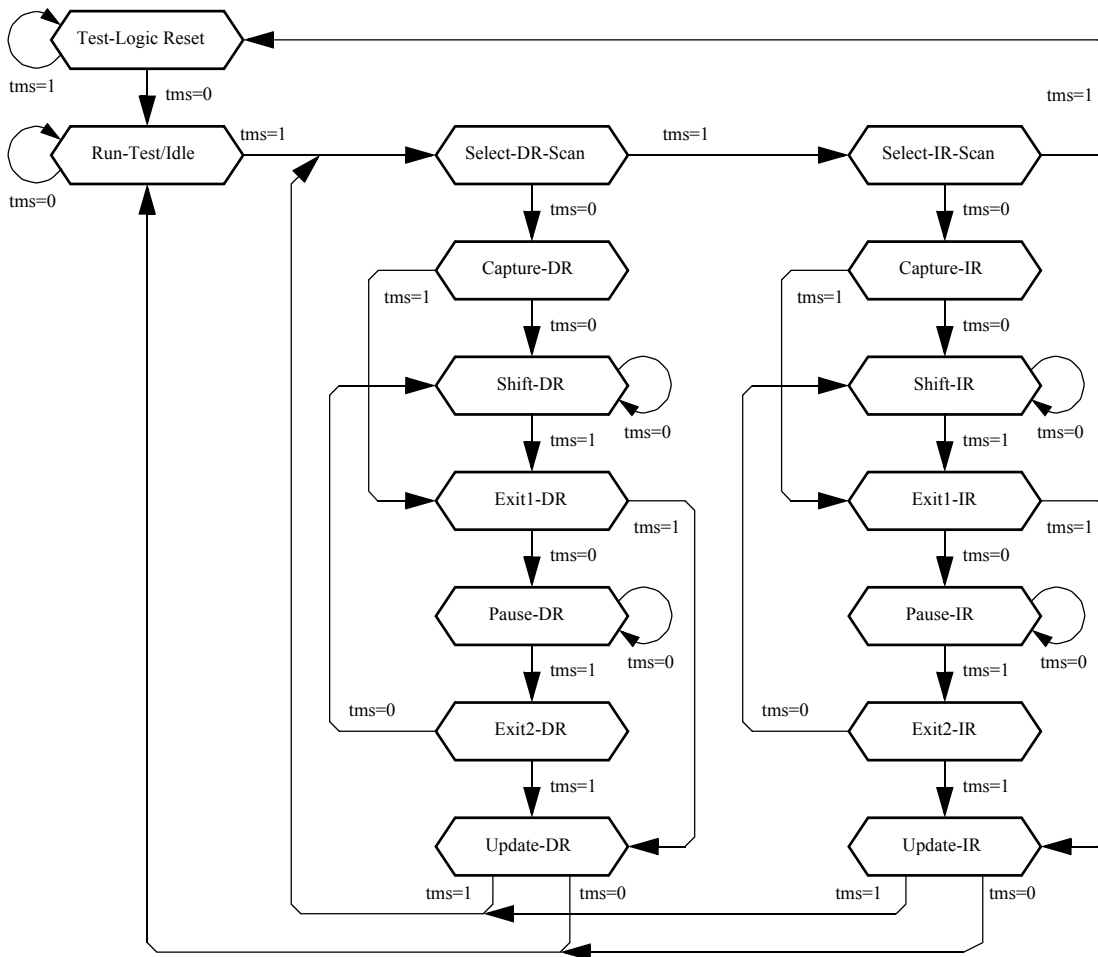 Test-Logic Reset
tms=1
tms=0
tms=1
Run-Test/Idle
tms=1
Select-DR-Scan
tms=1
Select-IR-Scan
tms=0
tms=0
tms=0
Capture-DR
Capture-IR
tms=1
tms=1
tms=0
tms=0
Shift-DR
Shift-IR
tms=0
tms=0
tms=1
tms=1
Exit1-DR
Exit1-IR
tms=1
tms=1
tms=0
tms=0
Pause-DR
Pause-IR
tms=0
tms=0
tms=1
tms=1
tms=0
Exit2-DR
tms=0
Exit2-IR
tms=1
tms=1
Update-DR
Update-IR
tms=1
tms=0
tms=1
tms=0